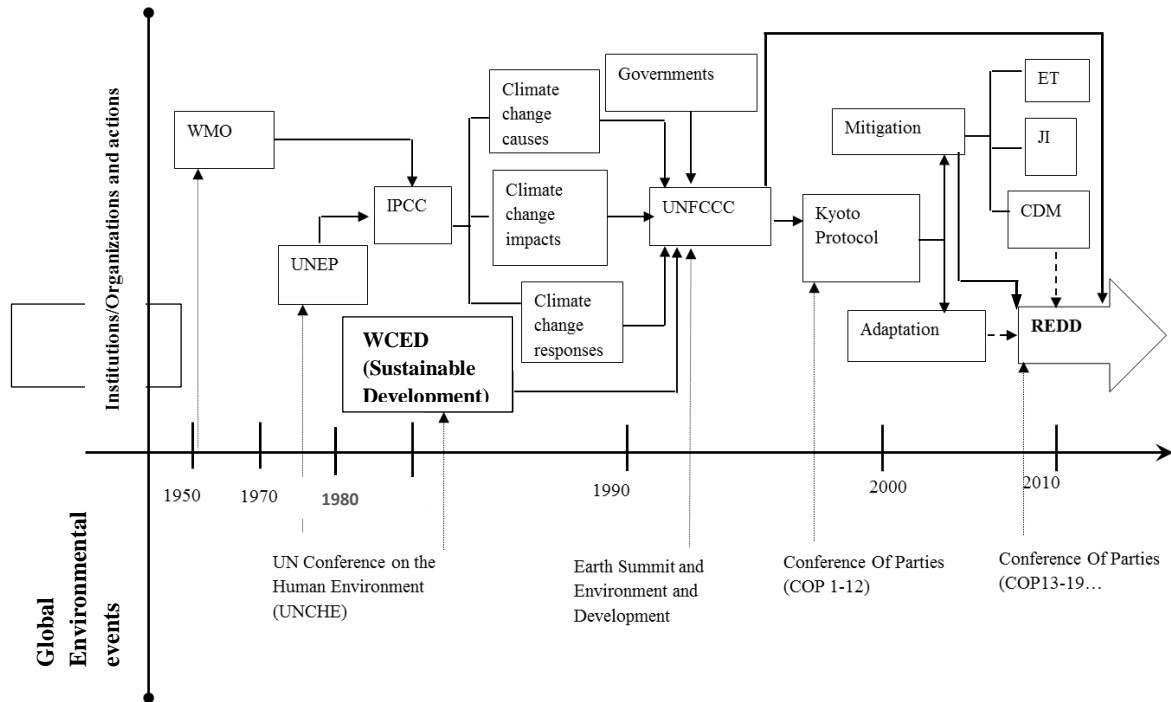 Institutions/Organizations and actions
WMO
UNEP
IPCC
Climate
change
causes
Climate
change
impacts
Climate
change
responses
WCED
(Sustainable
Development)
Governments
UNFCCC
Kyoto
Protocol
Mitigation
Adaptation
ET
JI
CDM
REDD
1950
1970
1980
1990
2000
2010
Global
Environmental
events
UN Conference on the
Human Environment
(UNCHE)
Earth Summit and
Environment and
Development
Conference Of Parties
(COP 1-12)
Conference Of Parties
(COP13-19…